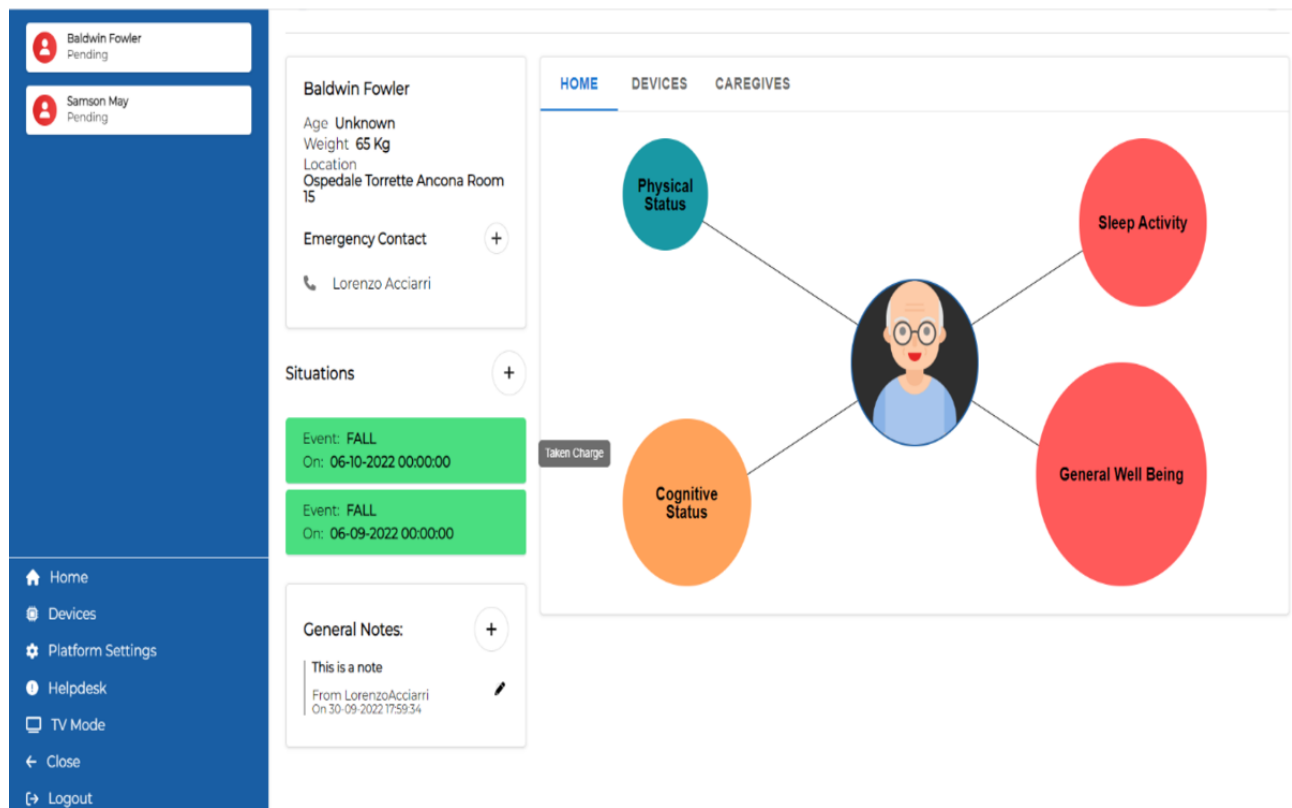 Baldwin Fowler
Pending
Samson May
Pending
Home
Devices
Platform Settings
Helpdesk
TV Mode
Close
Logout
Baldwin Fowler
Age Unknown
Weight 65 Kg
Location
Ospedale Torrette Ancona Room
15
Emergency Contact +
Lorenzo Acciarri
Situations +
Event: FALL
On: 06-10-2022 00:00:00
Event: FALL
On: 06-09-2022 00:00:00
Taken Charge
General Notes: +
This is a note
From LorenzoAcciarri
On 30-09-2022 17:59:34
HOME DEVICES CAREGIVES
Physical
Status
Sleep Activity
Cognitive
Status
General Well Being